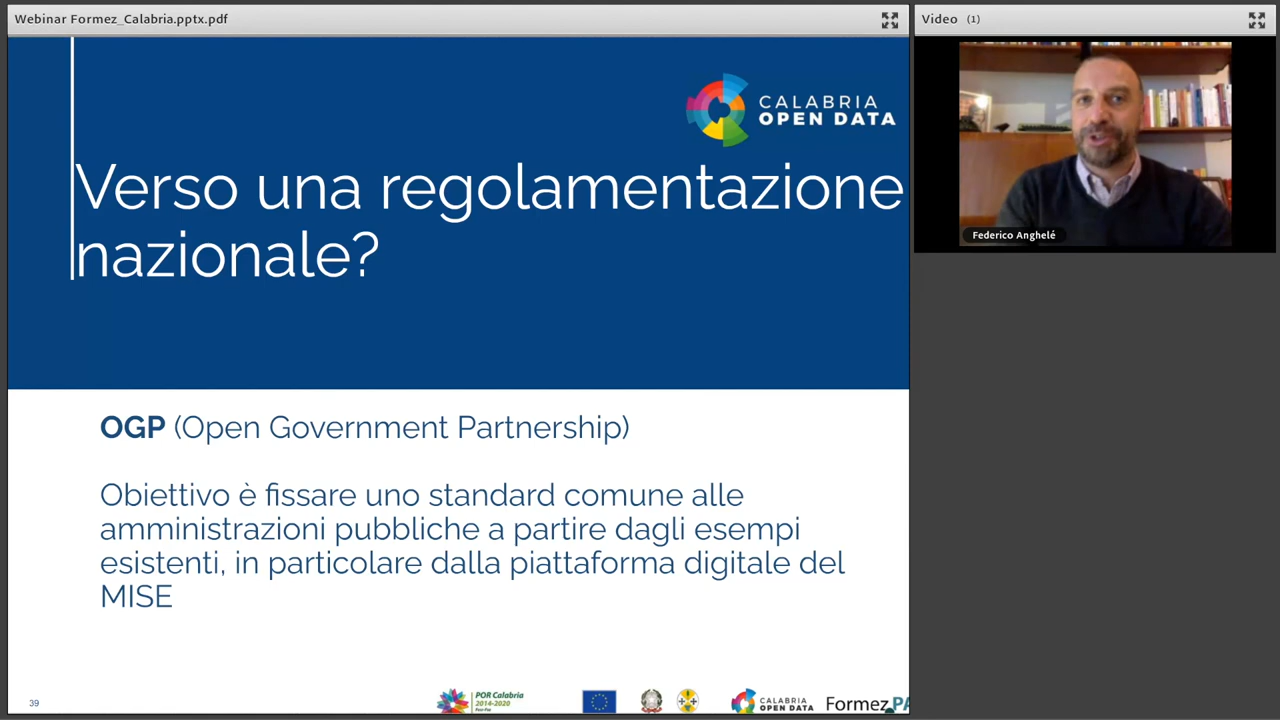 Webinar Formez_Calabria.pptx.pdf
Video (1)
CALABRIA
OPEN DATA
Verso una regolamentazione
nazionale?
Federico Anghelé
OGP (Open Government Partnership)
Obiettivo è fissare uno standard comune alle
amministrazioni pubbliche a partire dagli esempi
esistenti, in particolare dalla piattaforma digitale del
MISE
39
POR Calabria
2014-2020
CALABRIA
OPEN DATA
Formez PA